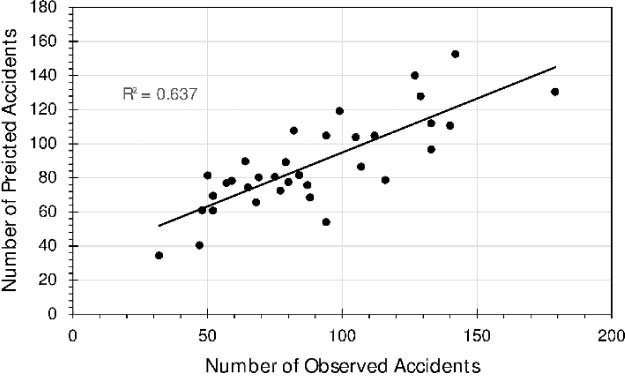 180
160
140
120
100
80
60
40
20
0
Number of Preicted Accidents
R² = 0.637
0 50 100 150 200
Number of Observed Accidents